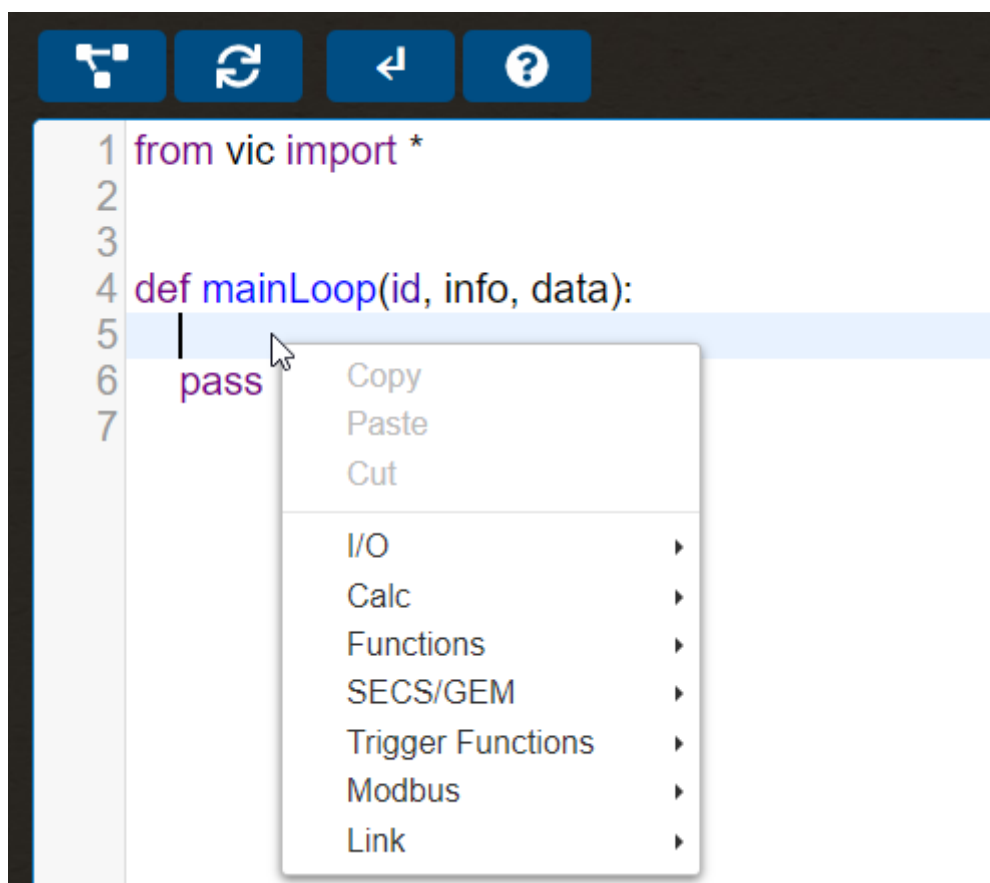 1 from vic import *
2
3
4 def mainLoop(id, info, data):
5
6 pass
7
Copy
Paste
Cut
I/O
Calc
Functions
SECS/GEM
Trigger Functions
Modbus
Link